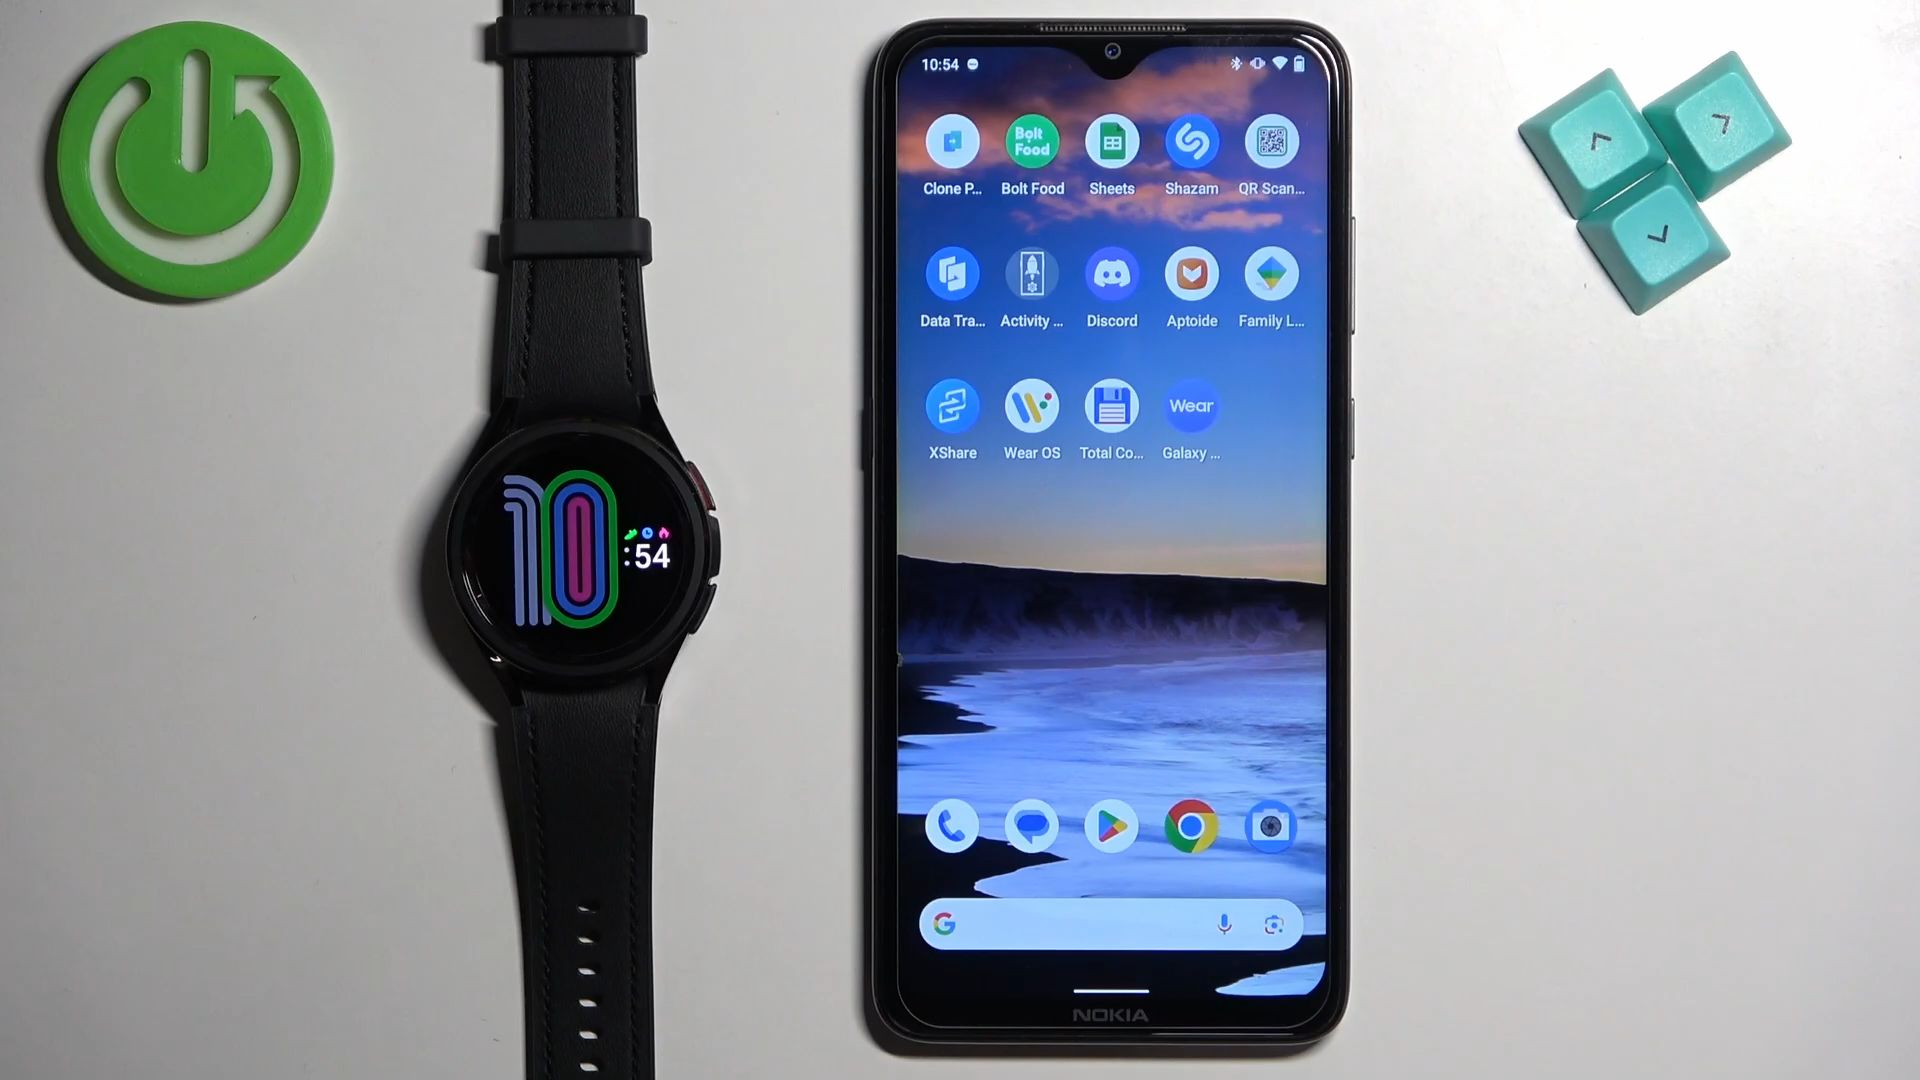 10:54
Clone P...
Bolt Food
Bolt Food
Sheets
Shazam
QR Scan...
Data Tra...
Activity ...
Discord
Aptoide
Family L...
XShare
Wear OS
Total Co...
Wear
Galaxy ...
NOKIA
10
:54